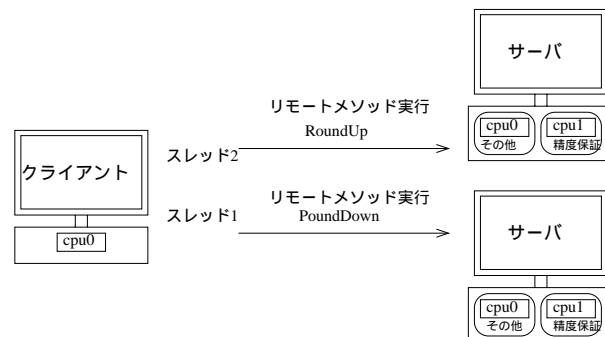 サーバ
リモートメソッド実行
RoundUp
cpu0
cpu1
その他
精度保証
クライアント
cpu0
スレッド2
スレッド1
リモートメソッド実行
PoundDown
サーバ
cpu0
cpu1
その他
精度保証